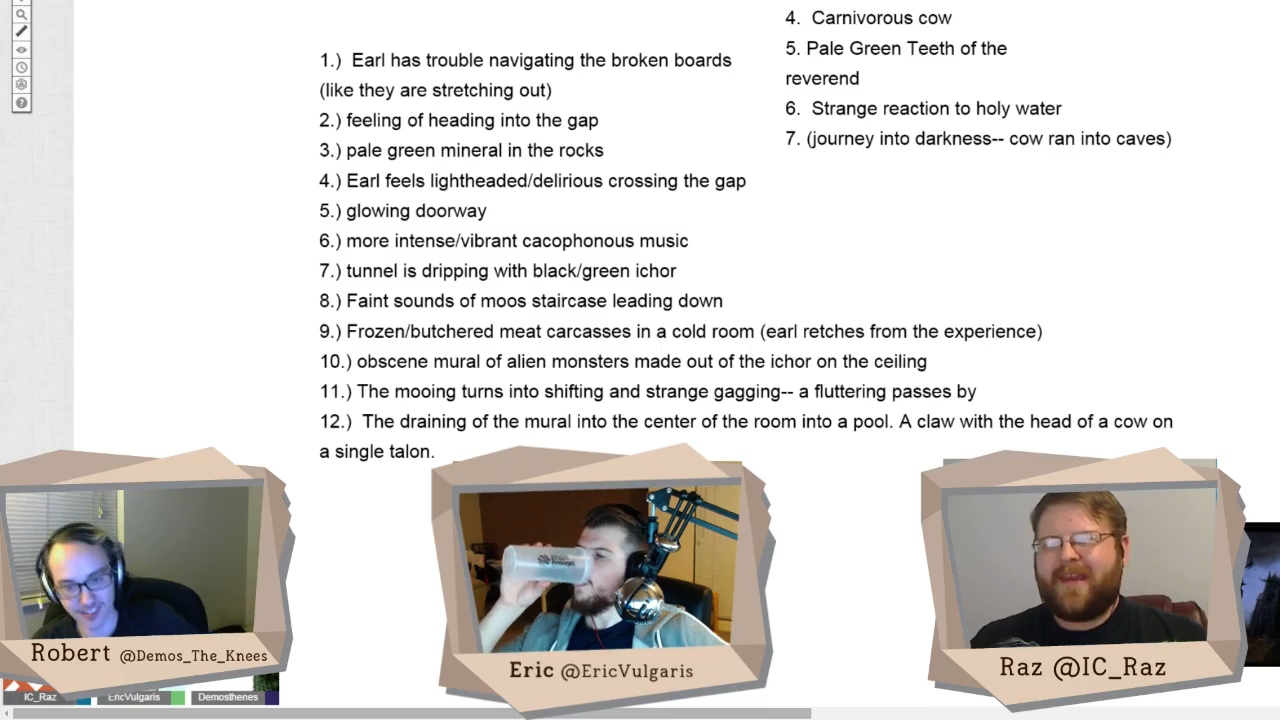 4. Carnivorous cow
5. Pale Green Teeth of the
reverend
6. Strange reaction to holy water
7. (journey into darkness-- cow ran into caves)
1.) Earl has trouble navigating the broken boards
(like they are stretching out)
2.) feeling of heading into the gap
3.) pale green mineral in the rocks
4.) Earl feels lightheaded/delirious crossing the gap
5.) glowing doorway
6.) more intense/vibrant cacophonous music
7.) tunnel is dripping with black/green ichor
8.) Faint sounds of moos staircase leading down
9.) Frozen/butchered meat carcasses in a cold room (earl retches from the experience)
10.) obscene mural of alien monsters made out of the ichor on the ceiling
11.) The mooing turns into shifting and strange gagging-- a fluttering passes by
12.) The draining of the mural into the center of the room into a pool. A claw with the head of a cow on
a single talon.
Robert @Demos_The_Knees
Eric @EricVulgaris
Raz @IC_Raz
IC_Raz
EricVulgaris
Demosthenes